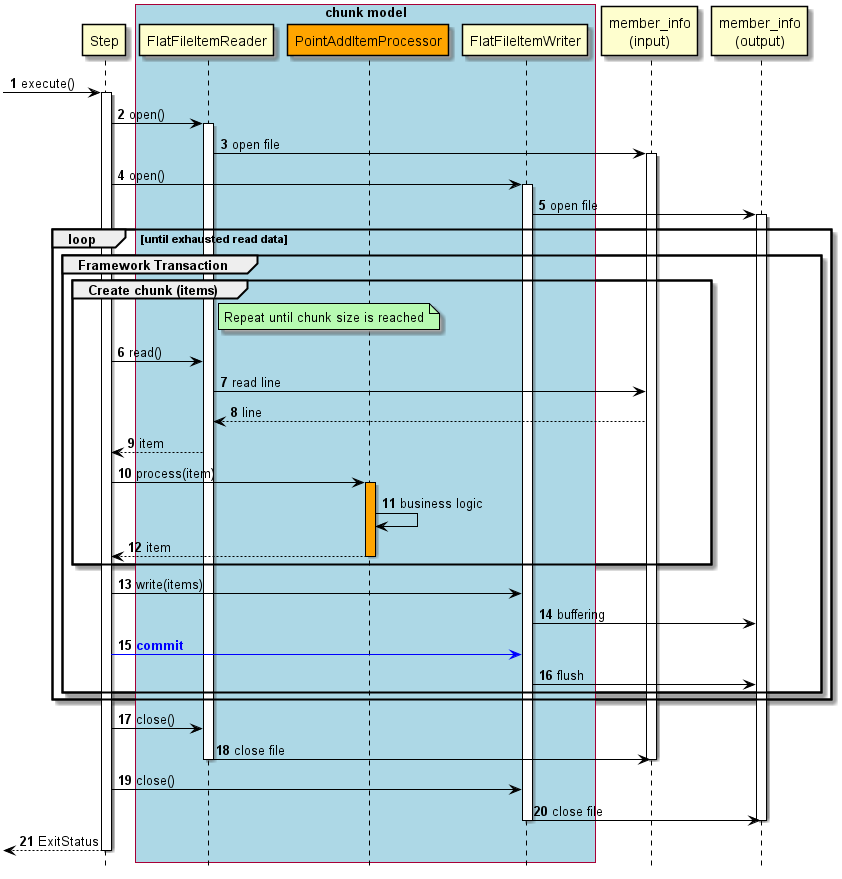 chunk model
Step
FlatFileItemReader
PointAddItemProcessor
FlatFileItemWriter
member_info
(input)
member_info
(output)
1 execute()
2 open()
3 open file
4 open()
5 open file
loop [until exhausted read data]
Framework Transaction
Create chunk (items)
Repeat until chunk size is reached
6 read()
7 read line
8 line
9 item
10 process(item)
11 business logic
12 item
13 write(items)
14 buffering
15 commit
16 flush
17 close()
18 close file
19 close()
20 close file
21 ExitStatus